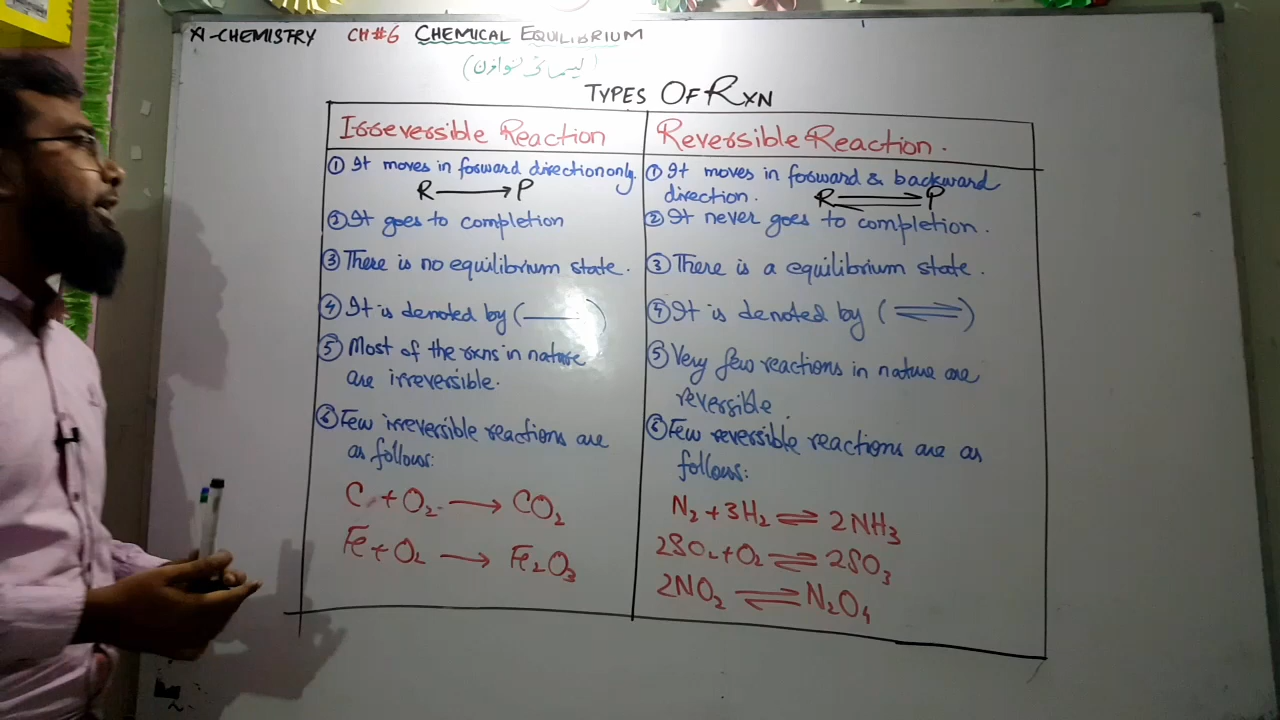 XI-CHEMISTRY CH#6 CHEMICAL EQUILIBRIUM
(کیمیائی توازن)
TYPES OF RXN
Irreversible Reaction
① It moves in forward direction only.
R ⟶ P
② It goes to completion
③ There is no equilibrium state.
④ It is denoted by (——)
⑤ Most of the rxns in nature
are irreversible.
⑥ Few irreversible reactions are
as follows:
C + O₂ ⟶ CO₂
Fe + O₂ ⟶ Fe₂O₃
Reversible Reaction.
① It moves in forward & backward
direction. R ⇌ P
② It never goes to completion.
③ There is a equilibrium state.
④ It is denoted by (⇌)
⑤ Very few reactions in nature are
reversible.
⑥ Few reversible reactions are as
follows:
N₂ + 3H₂ ⇌ 2NH₃
2SO₂ + O₂ ⇌ 2SO₃
2NO₂ ⇌ N₂O₄